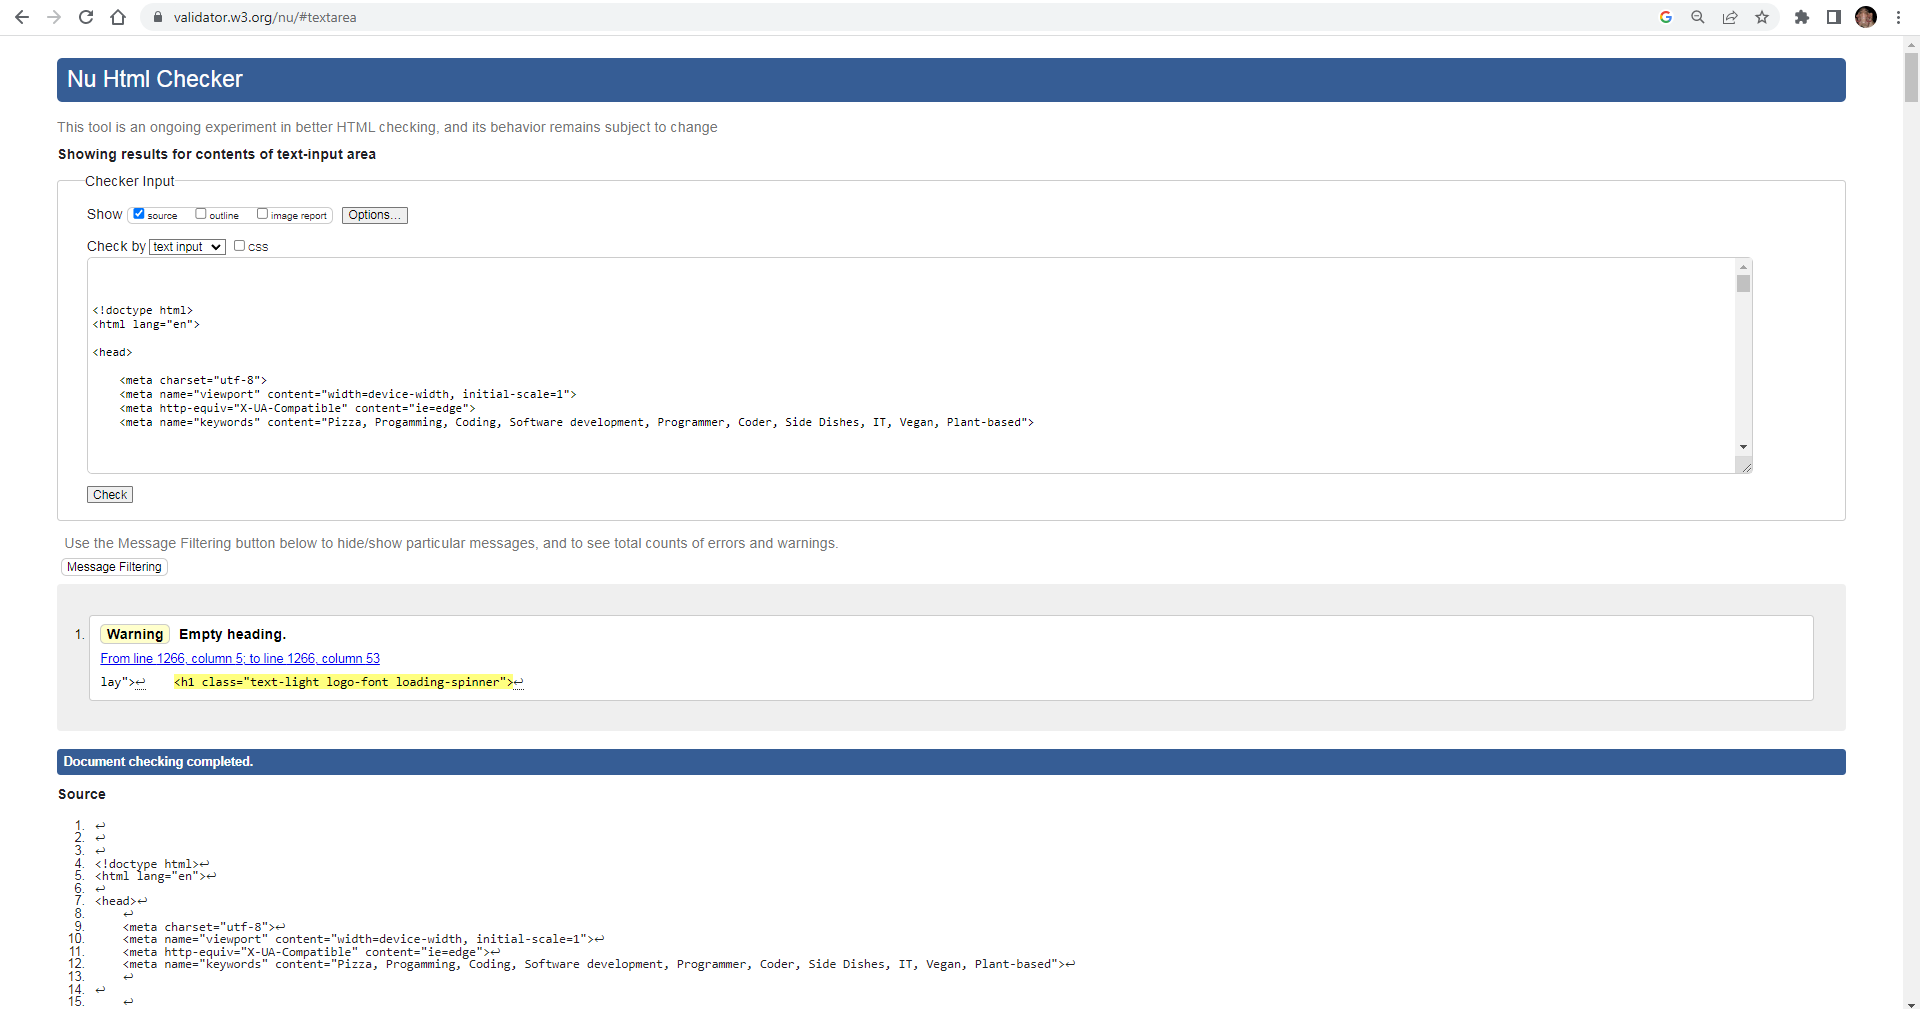 validator.w3.org/nu/#textarea
Nu Html Checker
This tool is an ongoing experiment in better HTML checking, and its behavior remains subject to change
Showing results for contents of text-input area
Checker Input
Show source outline image report Options...
Check by text input css
<!doctype html>
<html lang="en">
<head>
<meta charset="utf-8">
<meta name="viewport" content="width=device-width, initial-scale=1">
<meta http-equiv="X-UA-Compatible" content="ie=edge">
<meta name="keywords" content="Pizza, Progamming, Coding, Software development, Programmer, Coder, Side Dishes, IT, Vegan, Plant-based">
Check
Use the Message Filtering button below to hide/show particular messages, and to see total counts of errors and warnings.
Message Filtering
1. Warning Empty heading.
From line 1266, column 5; to line 1266, column 53
lay">↩ <h1 class="text-light logo-font loading-spinner">↩
Document checking completed.
Source
1. ↩
2. ↩
3. ↩
4. <!doctype html>↩
5. <html lang="en">↩
6. ↩
7. <head>↩
8. ↩
9. <meta charset="utf-8">↩
10. <meta name="viewport" content="width=device-width, initial-scale=1">↩
11. <meta http-equiv="X-UA-Compatible" content="ie=edge">↩
12. <meta name="keywords" content="Pizza, Progamming, Coding, Software development, Programmer, Coder, Side Dishes, IT, Vegan, Plant-based">↩
13. ↩
14. ↩
15. ↩